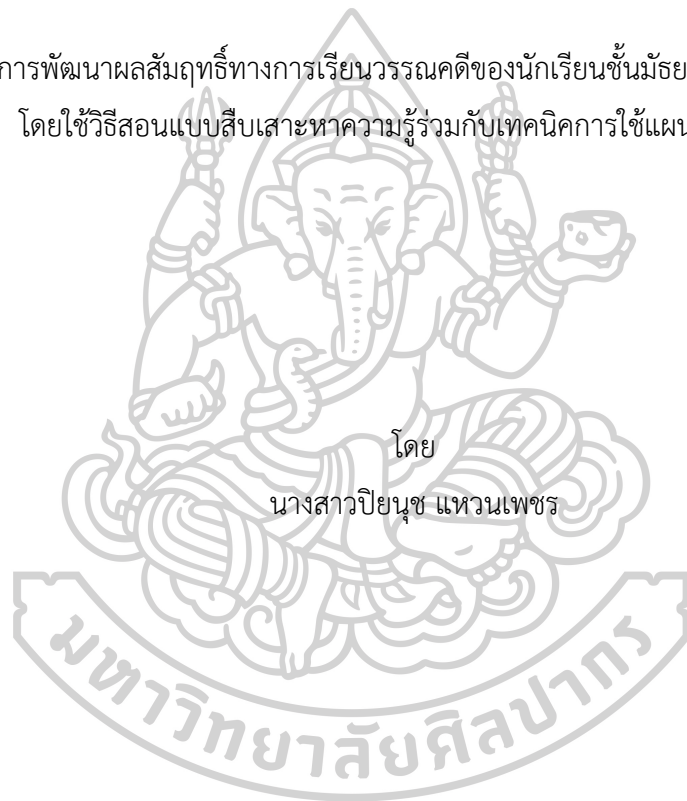 การพัฒนาผลสัมฤทธิ์ทางการเรียนวรรณคดีของนักเรียนชั้นมัธย
โดยใช้วิธีสอนแบบสืบเสาะหาความรู้ร่วมกับเทคนิคการใช้แผน
โดย
นางสาวปิยนุช แหวนเพชร
มหาวิทยาลัยศิลปากร